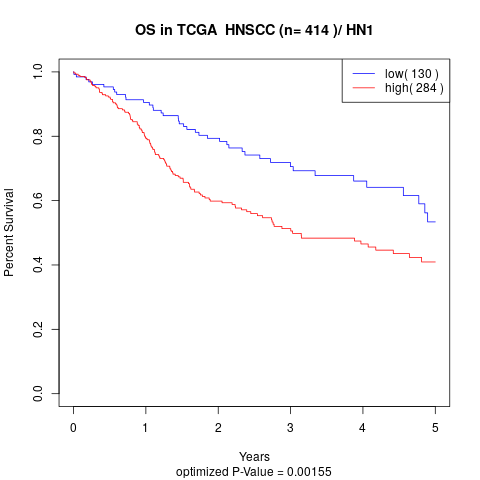 OS in TCGA HNSCC (n= 414 )/ HN1
low( 130 )
high( 284 )
Percent Survival
1.0
0.8
0.6
0.4
0.2
0.0
0 1 2 3 4 5
Years
optimized P-Value = 0.00155